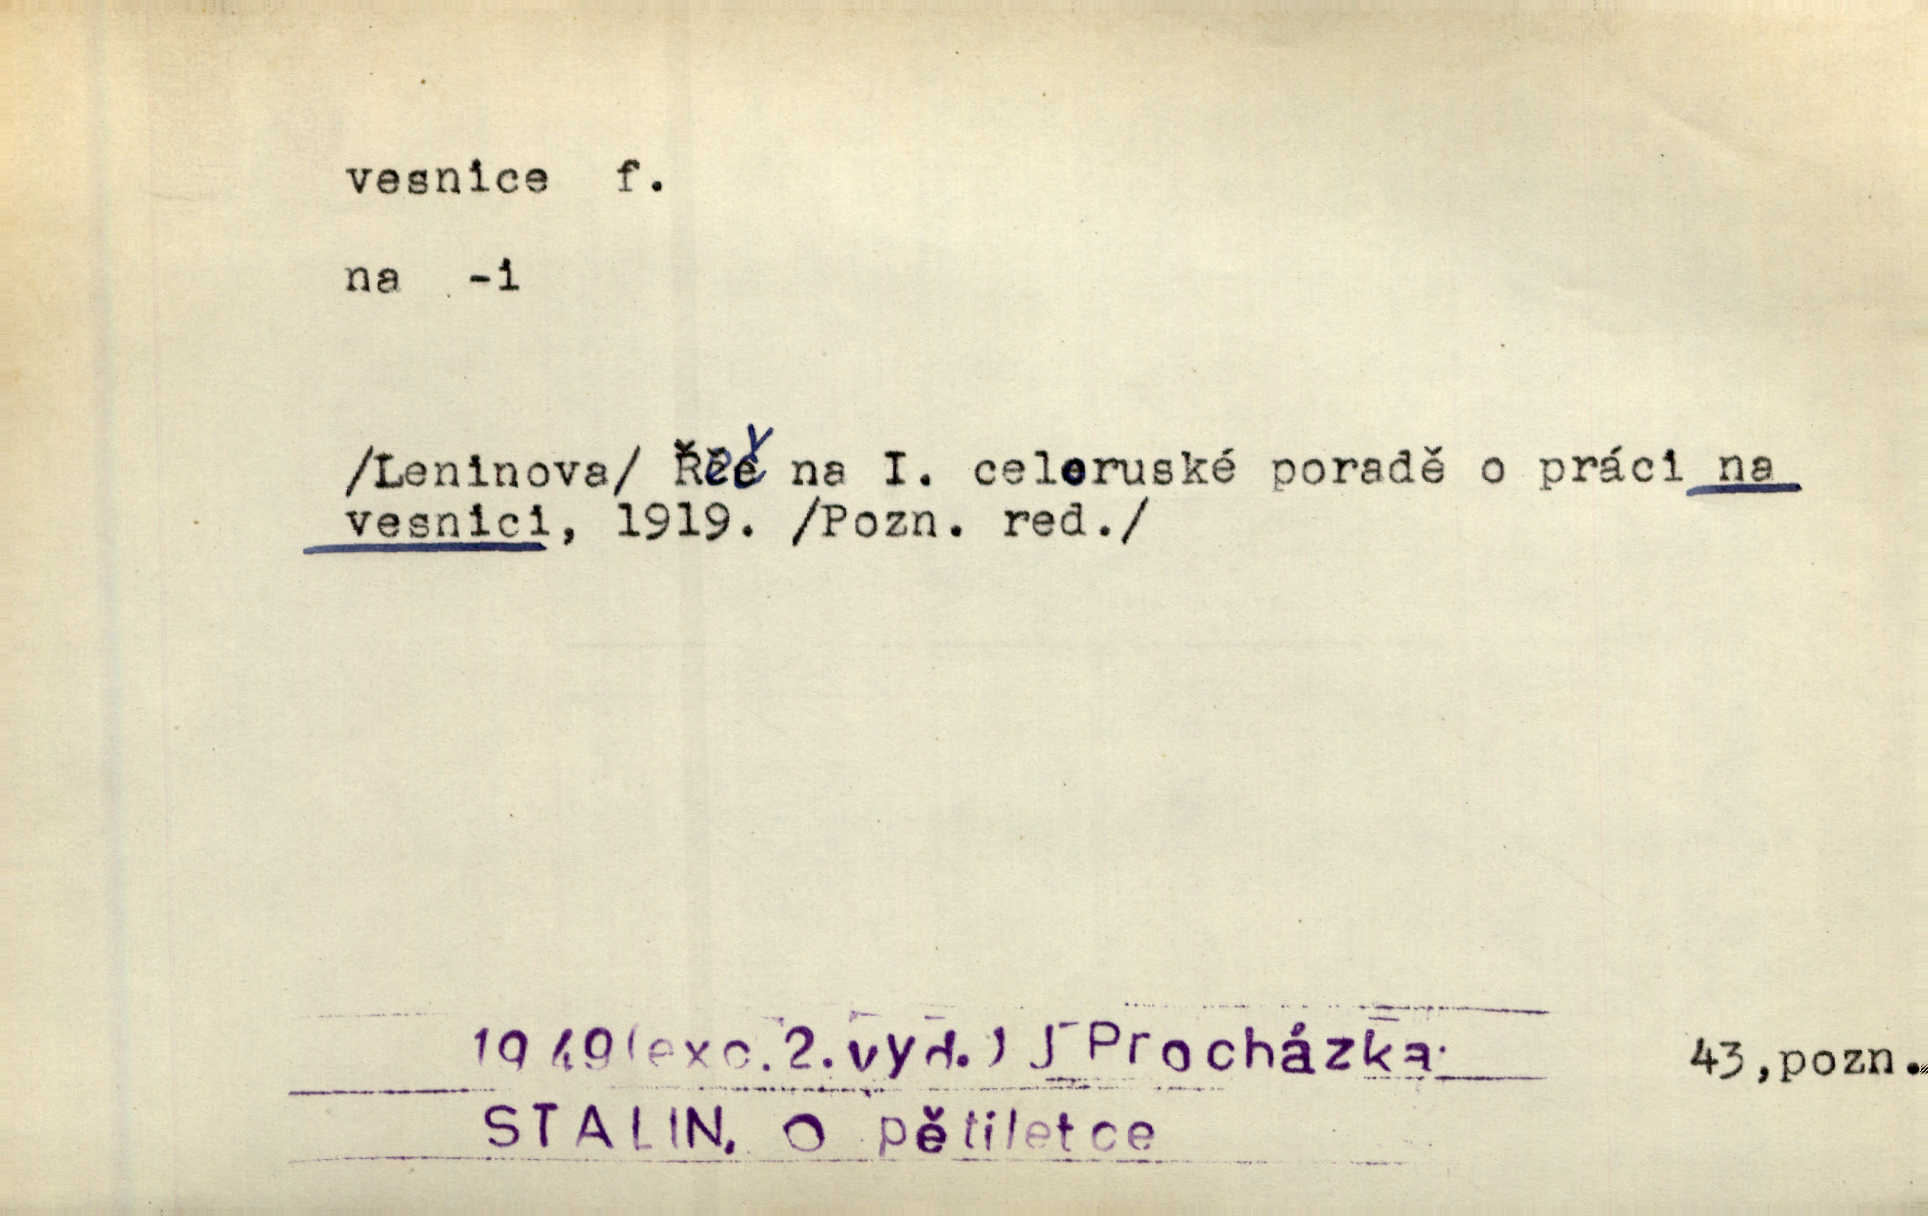 vesnice f.
na -i
/Leninova/ Řeč na I. celoruské poradě o práci na
vesnici, 1919. /Pozn. red./
1949 (exc. 2. vyd.) J Procházka
43,pozn.
STALIN, O pětiletce